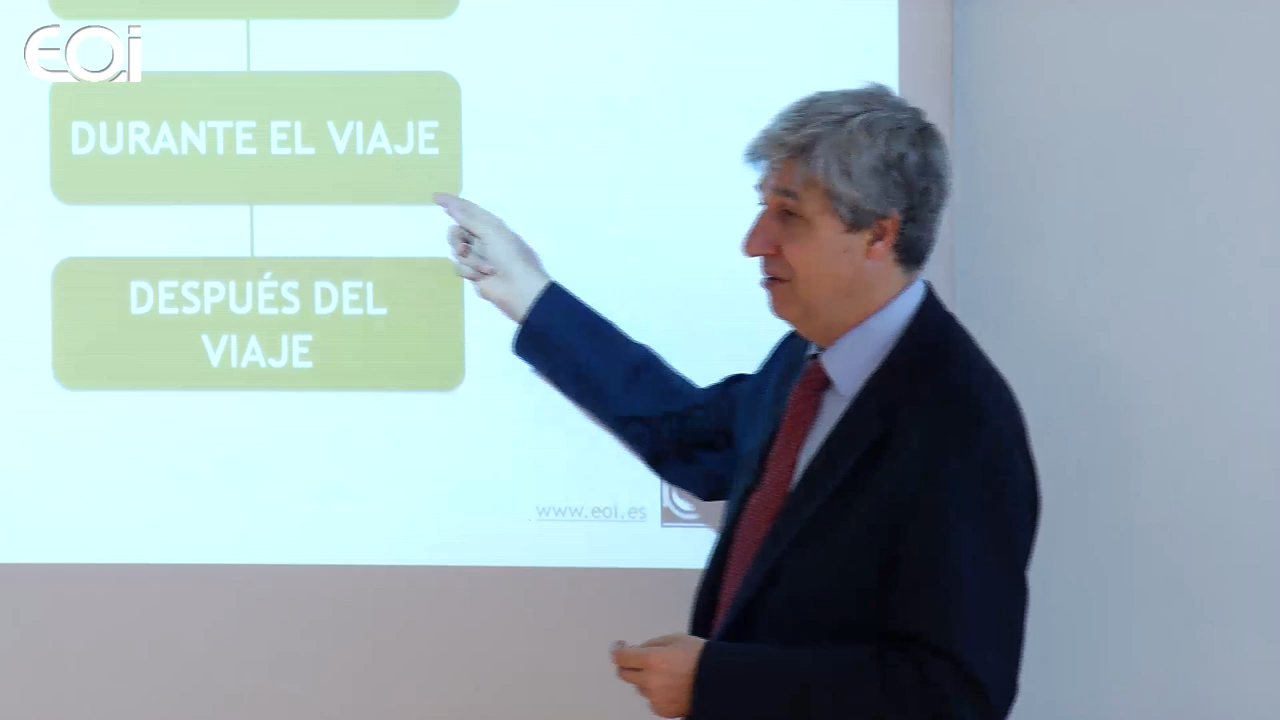 eoi
DURANTE EL VIAJE
DESPUÉS DEL
VIAJE
www.eoi.es